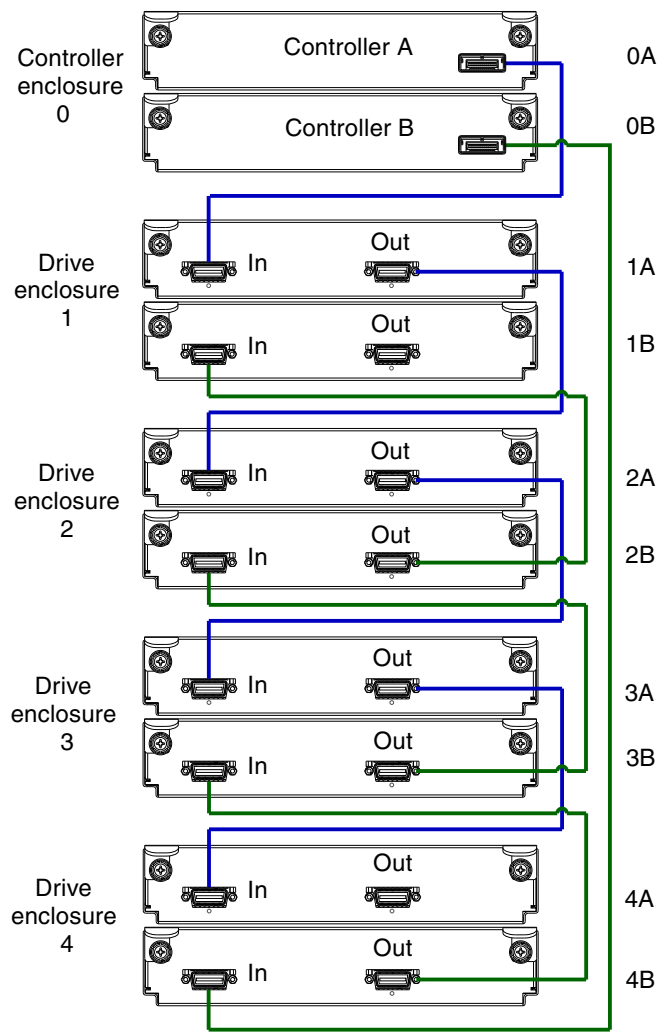 Controller
enclosure
0
Controller A
0A
Controller B
0B
Drive
enclosure
1
In
Out
1A
In
Out
1B
Drive
enclosure
2
In
Out
2A
In
Out
2B
Drive
enclosure
3
In
Out
3A
In
Out
3B
Drive
enclosure
4
In
Out
4A
In
Out
4B